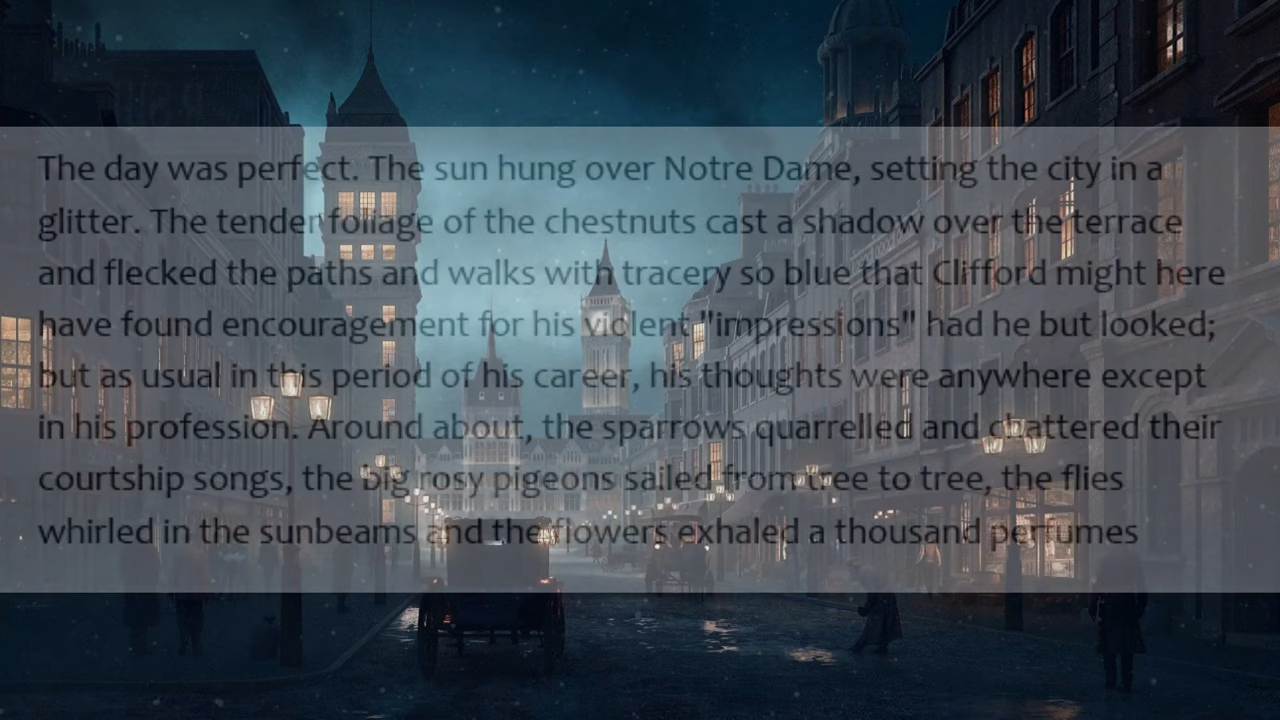 The day was perfect. The sun hung over Notre Dame, setting the city in a
glitter. The tender foliage of the chestnuts cast a shadow over the terrace
and flecked the paths and walks with tracery so blue that Clifford might here
have found encouragement for his violent "impressions" had he but looked;
but as usual in this period of his career, his thoughts were anywhere except
in his profession. Around about, the sparrows quarrelled and chattered their
courtship songs, the big rosy pigeons sailed from tree to tree, the flies
whirled in the sunbeams and the flowers exhaled a thousand perfumes